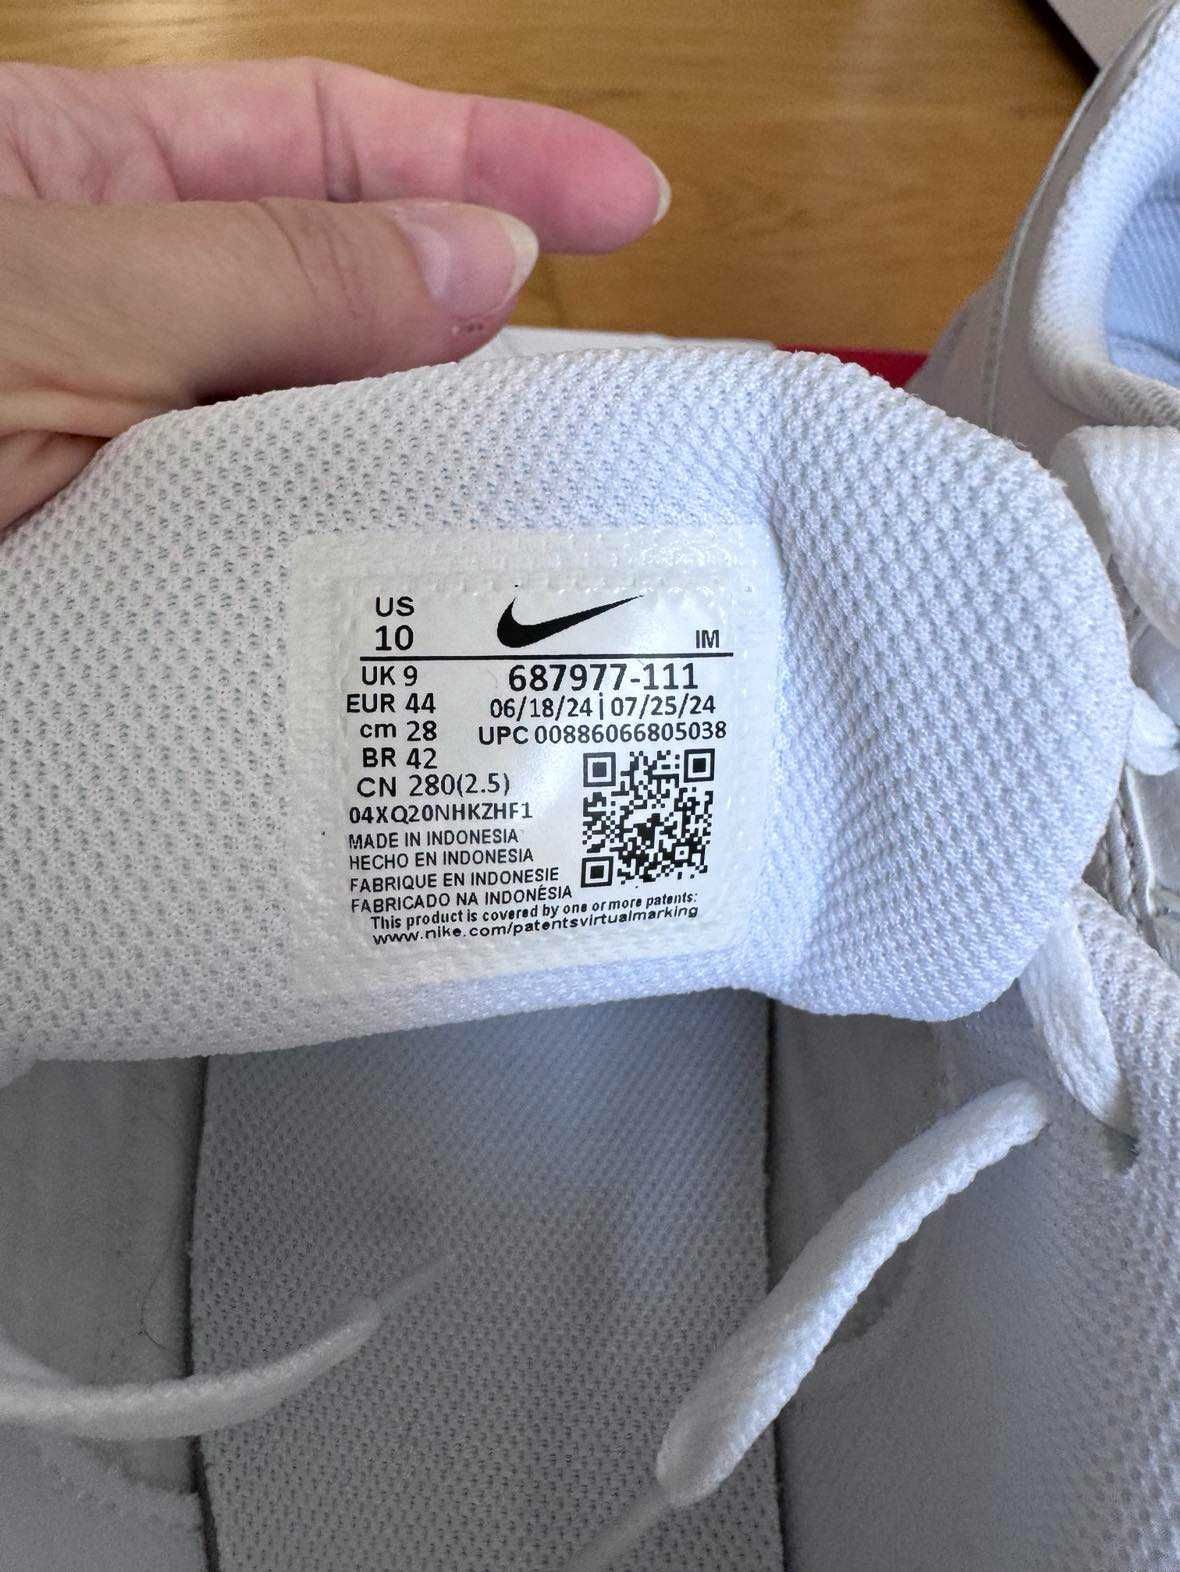 US
10 IM
UK 9 687977-111
EUR 44 06/18/24 | 07/25/24
cm 28 UPC 00886066805038
BR 42
CN 280(2.5)
04XQ20NHKZHF1
MADE IN INDONESIA
HECHO EN INDONESIA
FABRIQUE EN INDONESIE
FABRICADO NA INDONÉSIA
This product is covered by one or more patents:
www.nike.com/patentsvirtualmarking